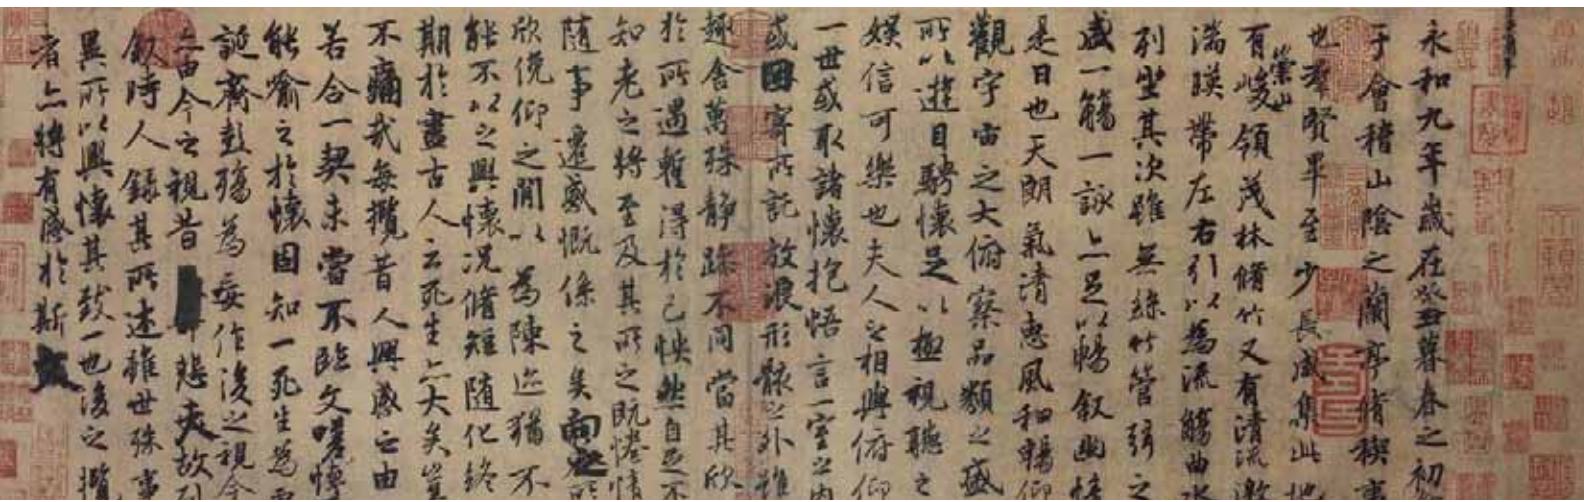 永和九年歲在癸丑暮春之初
于會稽山陰之蘭亭脩稧事
也羣賢畢至少長咸集此地
有崇山峻領茂林脩竹又有清流激
湍暎帶左右引以為流觴曲水
列坐其次雖無絲竹管弦之
盛一觴一詠亦足以暢敘幽情
是日也天朗氣清惠風和暢仰
觀宇宙之大俯察品類之盛
所以遊目騁懷足以極視聽之
娛信可樂也夫人之相與俯仰
一世或取諸懷抱悟言一室之內
或因寄所託放浪形骸之外雖
趣舍萬殊靜躁不同當其欣
於所遇暫得於己怏然自足不
知老之將至及其所之既惓情
隨事遷感慨係之矣向之所
欣俛仰之閒以為陳迹猶不
能不以之興懷況脩短隨化終
期於盡古人云死生亦大矣豈
不痛哉每攬昔人興感之由
若合一契未嘗不臨文嗟悼
能喻之於懷固知一死生為虛
誕齊彭殤為妄作後之視今
亦由今之視昔悲夫故列
敘時人錄其所述雖世殊事
異所以興懷其致一也後之攬
者亦將有感於斯文